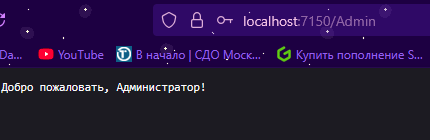 localhost:7150/Admin
Da... YouTube В начало | СДО Моск... Купить пополнение S...
Добро пожаловать, Администратор!